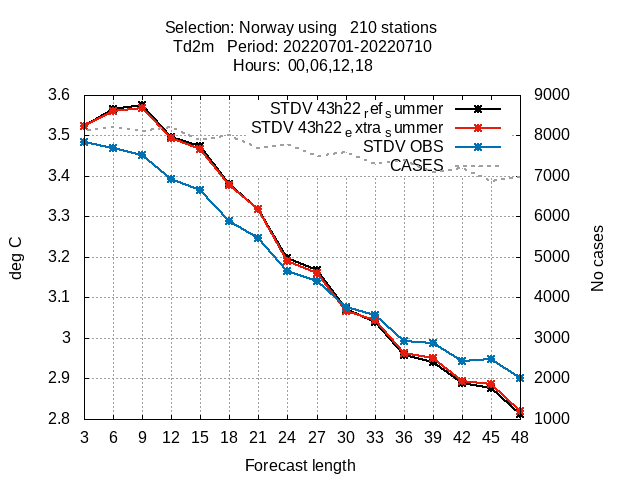 Selection: Norway using   210 stations
Td2m   Period: 20220701-20220710
Hours:  00,06,12,18
STDV 43h22refsummer
STDV 43h22extrasummer
STDV OBS
CASES
3.6
3.5
3.4
3.3
3.2
3.1
3
2.9
2.8
deg C
9000
8000
7000
6000
5000
4000
3000
2000
1000
No cases
3 6 9 12 15 18 21 24 27 30 33 36 39 42 45 48
Forecast length